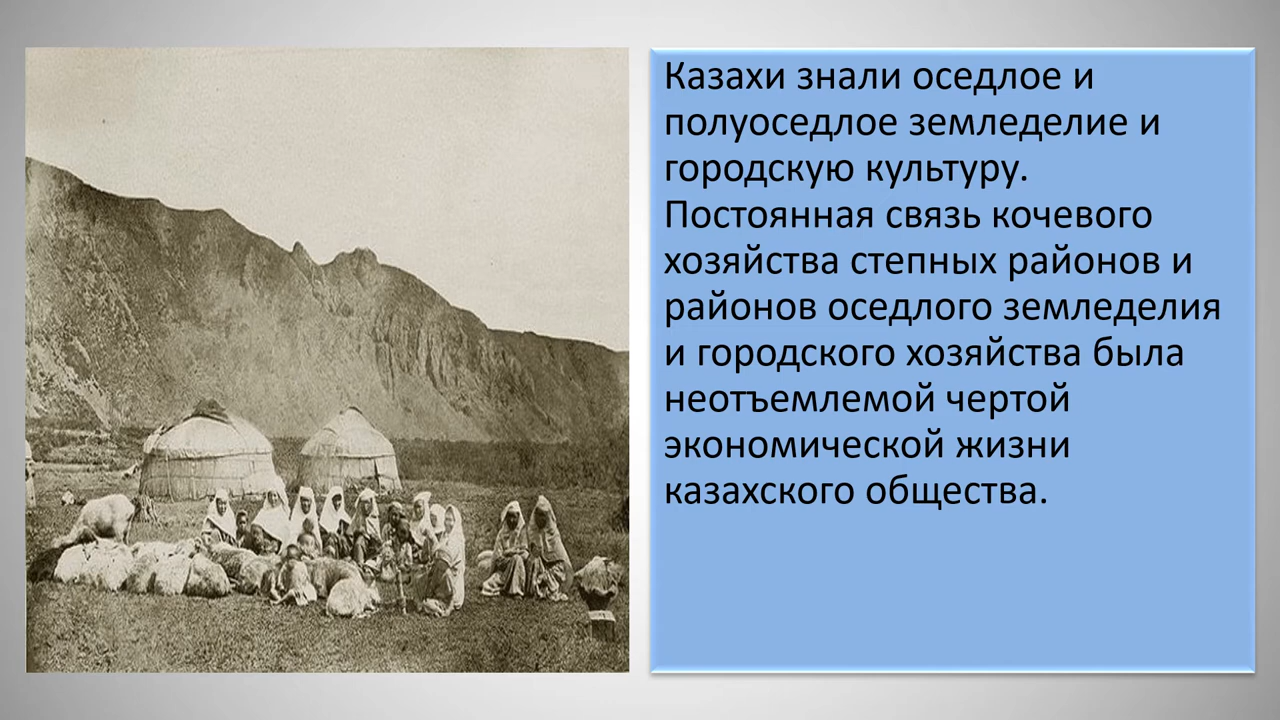 Казахи знали оседлое и
полуоседлое земледелие и
городскую культуру.
Постоянная связь кочевого
хозяйства степных районов и
районов оседлого земледелия
и городского хозяйства была
неотъемлемой чертой
экономической жизни
казахского общества.